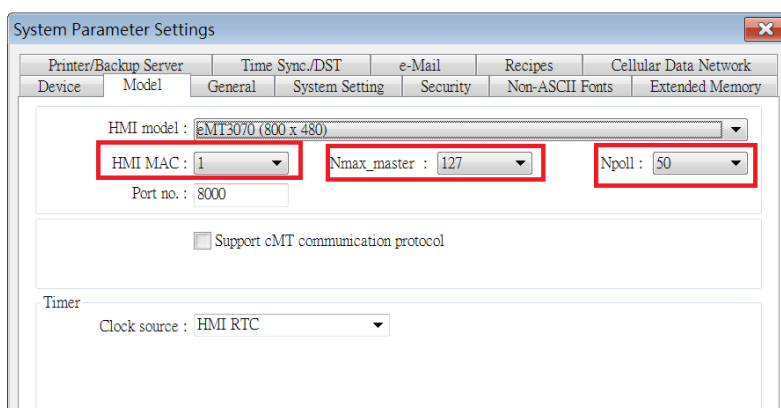 System Parameter Settings
Printer/Backup Server Time Sync./DST e-Mail Recipes Cellular Data Network
Device Model General System Setting Security Non-ASCII Fonts Extended Memory
HMI model : eMT3070 (800 x 480)
HMI MAC : 1 Nmax_master : 127 Npoll : 50
Port no. : 8000
Support cMT communication protocol
Timer
Clock source : HMI RTC